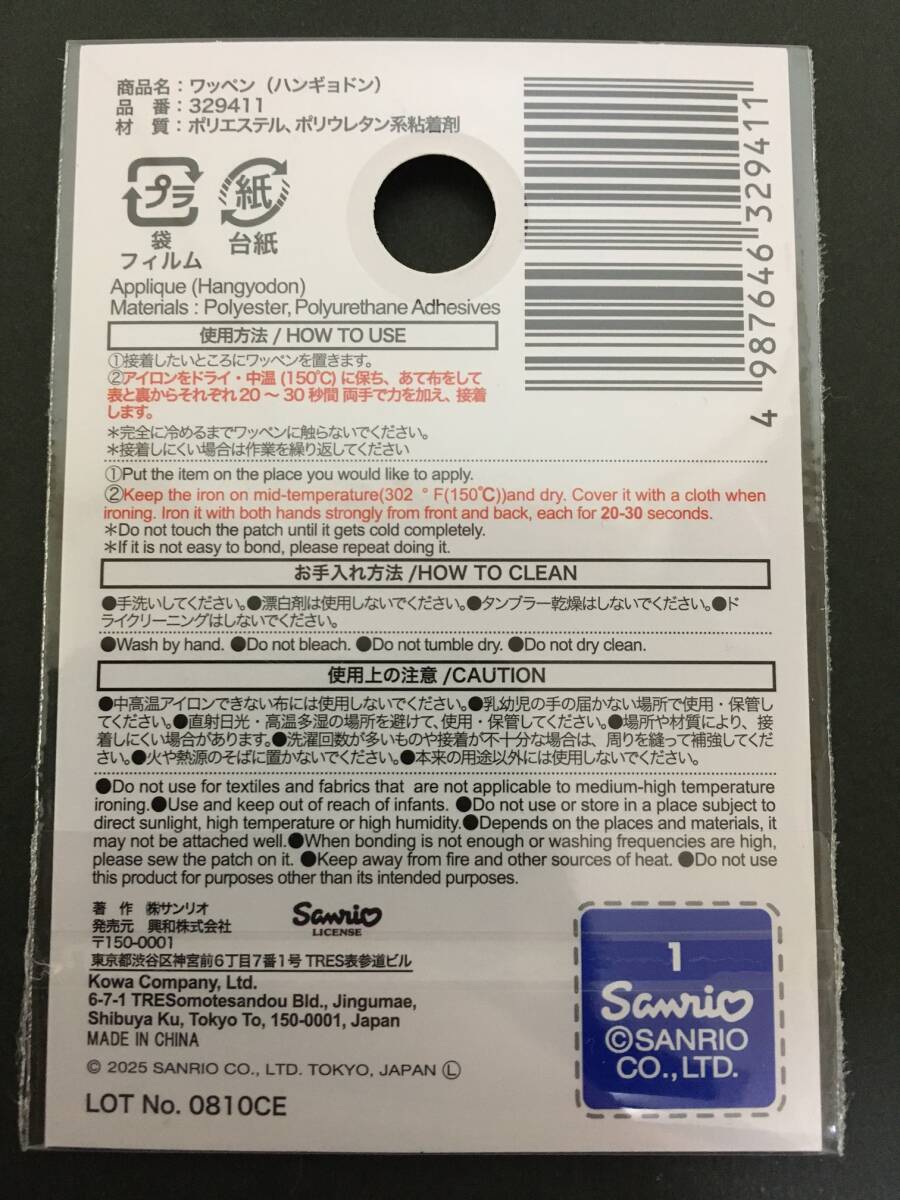 商品名：ワッペン（ハンギョドン）
品　番：329411
材　質：ポリエステル、ポリウレタン系粘着剤
プラ
袋
フィルム
紙
台紙
4 987646 329411
Applique (Hangyodon)
Materials : Polyester, Polyurethane Adhesives
使用方法 / HOW TO USE
①接着したいところにワッペンを置きます。
②アイロンをドライ・中温 (150℃) に保ち、あて布をして
表と裏からそれぞれ 20 ～ 30 秒間 両手で力を加え、接着
します。
＊完全に冷めるまでワッペンに触らないでください。
＊接着しにくい場合は作業を繰り返してください
①Put the item on the place you would like to apply.
②Keep the iron on mid-temperature(302 °F(150℃))and dry. Cover it with a cloth when
ironing. Iron it with both hands strongly from front and back, each for 20-30 seconds.
＊Do not touch the patch until it gets cold completely.
＊If it is not easy to bond, please repeat doing it.
お手入れ方法 /HOW TO CLEAN
●手洗いしてください。●漂白剤は使用しないでください。●タンブラー乾燥はしないでください。●ド
ライクリーニングはしないでください。
●Wash by hand. ●Do not bleach. ●Do not tumble dry. ●Do not dry clean.
使用上の注意 /CAUTION
●中高温アイロンできない布には使用しないでください。●乳幼児の手の届かない場所で使用・保管し
てください。●直射日光・高温多湿の場所を避けて、使用・保管してください。●場所や材質により、接
着しにくい場合があります。●洗濯回数が多いものや接着が不十分な場合は、周りを縫って補強してくだ
さい。●火や熱源のそばに置かないでください。●本来の用途以外には使用しないでください。
●Do not use for textiles and fabrics that are not applicable to medium-high temperature
ironing.●Use and keep out of reach of infants. ●Do not use or store in a place subject to
direct sunlight, high temperature or high humidity.●Depends on the places and materials, it
may not be attached well.●When bonding is not enough or washing frequencies are high,
please sew the patch on it. ●Keep away from fire and other sources of heat. ●Do not use
this product for purposes other than its intended purposes.
著　作　㈱サンリオ
発売元　興和株式会社
〒150-0001
東京都渋谷区神宮前6丁目7番1号 TRES表参道ビル
Sanrio
LICENSE
Kowa Company, Ltd.
6-7-1 TRESomotesandou Bld., Jingumae,
Shibuya Ku, Tokyo To, 150-0001, Japan
MADE IN CHINA
© 2025 SANRIO CO., LTD. TOKYO, JAPAN Ⓛ
LOT No. 0810CE
1
Sanrio
©SANRIO
CO., LTD.